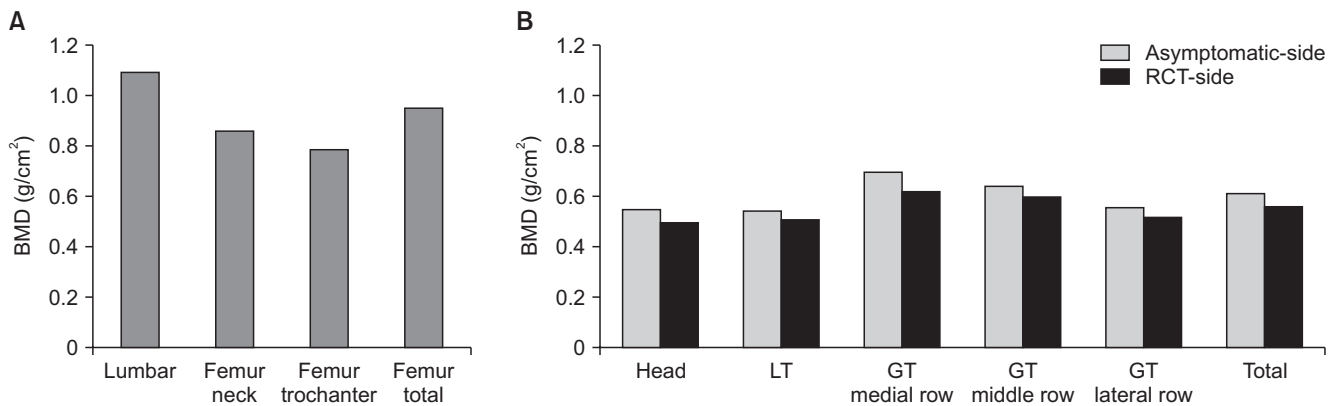 A
BMD (g/cm²)
1.2
1.0
0.8
0.6
0.4
0.2
0
Lumbar
Femur
neck
Femur
trochanter
Femur
total
B
BMD (g/cm²)
1.2
1.0
0.8
0.6
0.4
0.2
0
Asymptomatic-side
RCT-side
Head
LT
GT
medial row
GT
middle row
GT
lateral row
Total